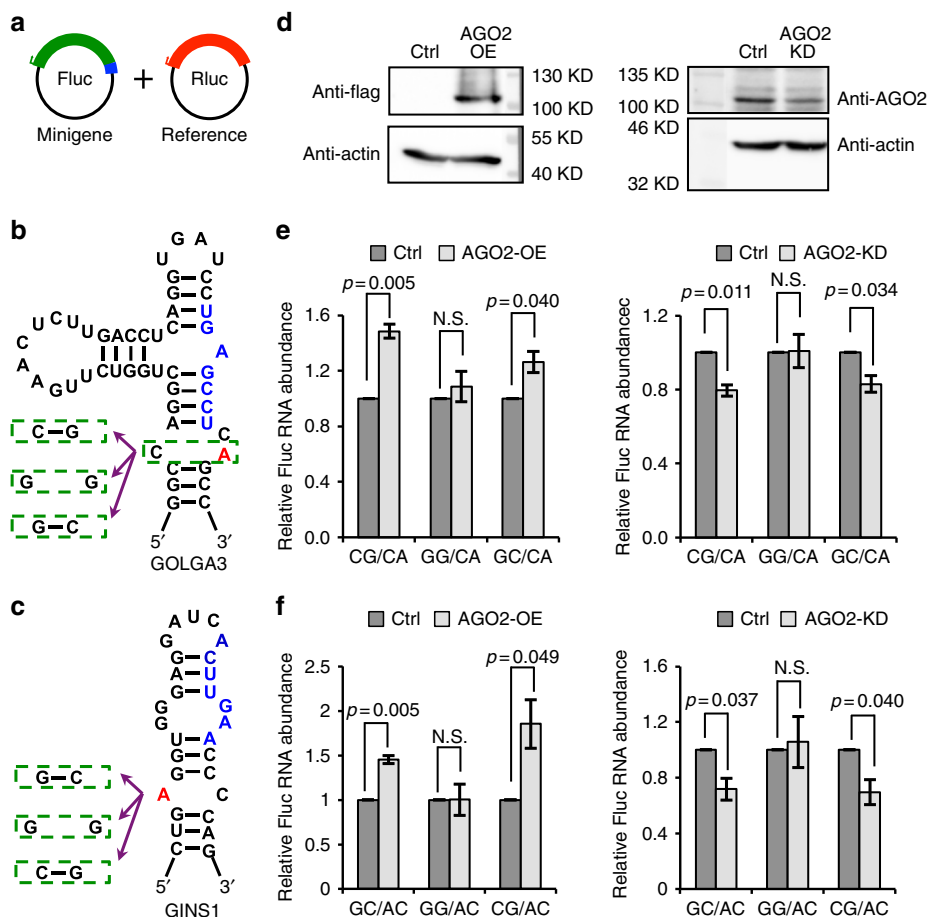 a
Fluc
+
Rluc
Minigene
Reference
d
Ctrl
AGO2
OE
Anti-flag
130 KD
100 KD
Anti-actin
55 KD
40 KD
Ctrl
AGO2
KD
135 KD
100 KD
Anti-AGO2
46 KD
32 KD
Anti-actin
b
C–G
G G
G–C
5′ 3′
GOLGA3
c
G–C
G G
C–G
5′ 3′
GINS1
e
Ctrl AGO2-OE
Relative Fluc RNA abundance
1.6
1.2
0.8
0.4
0.0
p = 0.005
N.S.
p = 0.040
CG/CA GG/CA GC/CA
Ctrl AGO2-KD
Relative Fluc RNA abundancec
1.6
1.2
0.8
0.4
0.0
p = 0.011
N.S.
p = 0.034
CG/CA GG/CA GC/CA
f
Ctrl AGO2-OE
Relative Fluc RNA abundance
2.5
2
1.5
1
0.5
0
p = 0.005
N.S.
p = 0.049
GC/AC GG/AC CG/AC
Ctrl AGO2-KD
Relative Fluc RNA abundance
1.6
1.2
0.8
0.4
0
p = 0.037
N.S.
p = 0.040
GC/AC GG/AC CG/AC